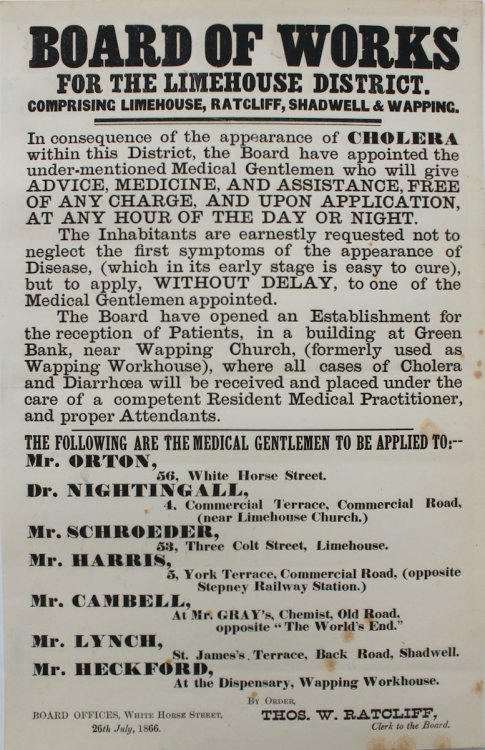 BOARD OF WORKS
FOR THE LIMEHOUSE DISTRICT.
COMPRISING LIMEHOUSE, RATCLIFF, SHADWELL & WAPPING.
In consequence of the appearance of CHOLERA
within this District, the Board have appointed the
under-mentioned Medical Gentlemen who will give
ADVICE, MEDICINE, AND ASSISTANCE, FREE
OF ANY CHARGE, AND UPON APPLICATION,
AT ANY HOUR OF THE DAY OR NIGHT.
The Inhabitants are earnestly requested not to
neglect the first symptoms of the appearance of
Disease, (which in its early stage is easy to cure),
but to apply, WITHOUT DELAY, to one of the
Medical Gentlemen appointed.
The Board have opened an Establishment for
the reception of Patients, in a building at Green
Bank, near Wapping Church, (formerly used as
Wapping Workhouse), where all cases of Cholera
and Diarrhœa will be received and placed under the
care of a competent Resident Medical Practitioner,
and proper Attendants.
THE FOLLOWING ARE THE MEDICAL GENTLEMEN TO BE APPLIED TO:--
Mr. ORTON,
56, White Horse Street.
Dr. NIGHTINGALL,
4, Commercial Terrace, Commercial Road,
(near Limehouse Church.)
Mr. SCHROEDER,
53, Three Colt Street, Limehouse.
Mr. HARRIS,
5, York Terrace, Commercial Road, (opposite
Stepney Railway Station.)
Mr. CAMBELL,
At Mr. GRAY's, Chemist, Old Road,
opposite "The World's End."
Mr. LYNCH,
St. James's Terrace, Back Road, Shadwell.
Mr. HECKFORD,
At the Dispensary, Wapping Workhouse.
BY ORDER,
BOARD OFFICES, WHITE HORSE STREET,
THOS. W. RATCLIFF,
26th July, 1866.
Clerk to the Board.